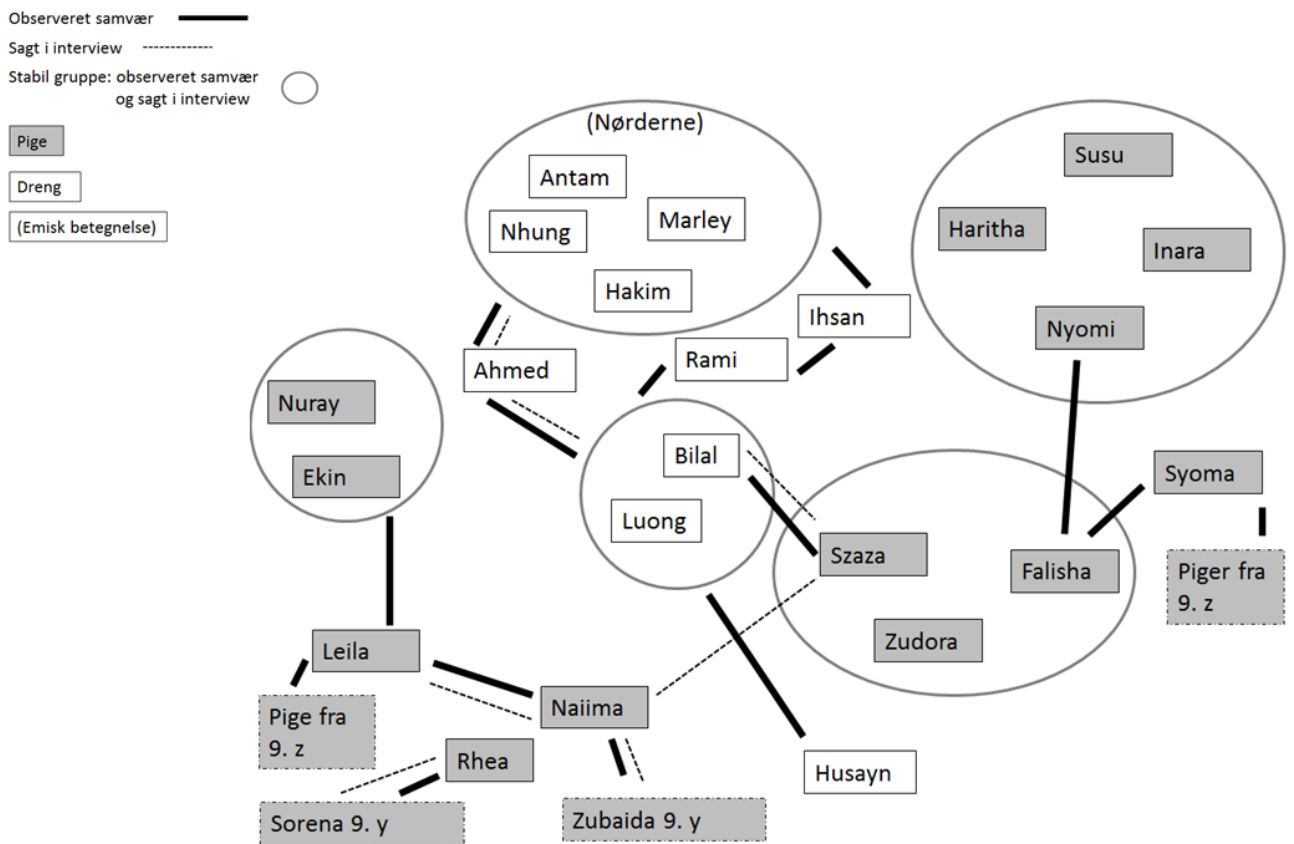 Observeret samvær
Sagt i interview
Stabil gruppe: observeret samvær
og sagt i interview
Pige
Dreng
(Emisk betegnelse)
(Nørderne)
Antam
Nhung
Marley
Hakim
Susu
Haritha
Inara
Nyomi
Ihsan
Rami
Ahmed
Nuray
Ekin
Bilal
Luong
Syoma
Szaza
Falisha
Zudora
Piger fra
9. z
Leila
Naiima
Pige fra
9. z
Rhea
Husayn
Sorena 9. y
Zubaida 9. y